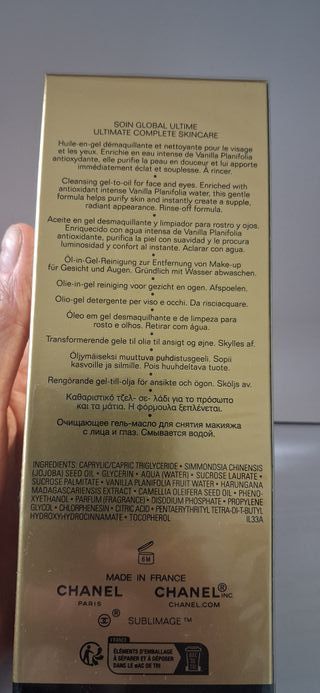 SOIN GLOBAL ULTIME
ULTIMATE COMPLETE SKINCARE
Huile-en-gel démaquillante et nettoyante pour le visage
et les yeux. Enrichie en eau intense de Vanilla Planifolia
antioxydante, elle purifie la peau en douceur et lui apporte
immédiatement éclat et souplesse. À rincer.
•
Cleansing gel-to-oil for face and eyes. Enriched with
antioxidant intense Vanilla Planifolia water, this gentle
formula helps purify skin and instantly create a supple,
radiant appearance. Rinse-off formula.
•
Aceite en gel desmaquillante y limpiador para rostro y ojos.
Enriquecido con agua intensa de Vanilla Planifolia
antioxidante, purifica la piel con suavidad y le procura
luminosidad y confort al instante. Aclarar con agua.
•
Öl-in-Gel-Reinigung zur Entfernung von Make-up
für Gesicht und Augen. Gründlich mit Wasser abwaschen.
•
Olie-in-gel reiniging voor gezicht en ogen. Afspoelen.
•
Olio-gel detergente per viso e occhi. Da risciacquare.
•
Óleo em gel desmaquilhante e de limpeza para
rosto e olhos. Retirar com água.
•
Transformerende gele til olie til ansigt og øjne. Skylles af.
•
Öljymäiseksi muuttuva puhdistusgeeli. Sopii
kasvoille ja silmille. Pois huuhdeltava tuote.
•
Rengörande gel-till-olja för ansikte och ögon. Sköljs av.
•
Καθαριστικό τζελ- σε- λάδι για το πρόσωπο
και τα μάτια. Η φόρμουλα ξεπλένεται.
•
Очищающее гель-масло для снятия макияжа
с лица и глаз. Смывается водой.
INGREDIENTS: CAPRYLIC/CAPRIC TRIGLYCERIDE • SIMMONDSIA CHINENSIS
(JOJOBA) SEED OIL • GLYCERIN • AQUA (WATER) • SUCROSE LAURATE •
SUCROSE PALMITATE • VANILLA PLANIFOLIA FRUIT WATER • HARUNGANA
MADAGASCARIENSIS EXTRACT • CAMELLIA OLEIFERA SEED OIL • PHENO-
XYETHANOL • PARFUM (FRAGRANCE) • DISODIUM PHOSPHATE • PROPYLENE
GLYCOL • CHLORPHENESIN • CITRIC ACID • PENTAERYTHRITYL TETRA-DI-T-BUTYL
HYDROXYHYDROCINNAMATE • TOCOPHEROL IL33A
6M
MADE IN FRANCE
CHANEL CHANEL® INC.
PARIS CHANEL.COM
®
SUBLIMAGE™
FRANCE
ÉLÉMENTS D'EMBALLAGE
À SÉPARER ET À DÉPOSER
DANS LE BAC DE TRI